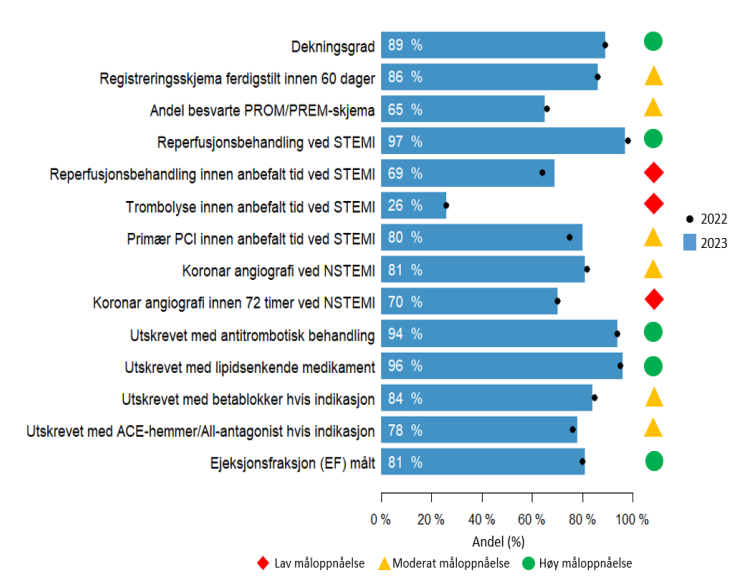 Dekningsgrad 89 %
Registreringsskjema ferdigstilt innen 60 dager 86 %
Andel besvarte PROM/PREM-skjema 65 %
Reperfusjonsbehandling ved STEMI 97 %
Reperfusjonsbehandling innen anbefalt tid ved STEMI 69 %
Trombolyse innen anbefalt tid ved STEMI 26 %
Primær PCI innen anbefalt tid ved STEMI 80 %
Koronar angiografi ved NSTEMI 81 %
Koronar angiografi innen 72 timer ved NSTEMI 70 %
Utskrevet med antitrombotisk behandling 94 %
Utskrevet med lipidsenkende medikament 96 %
Utskrevet med betablokker hvis indikasjon 84 %
Utskrevet med ACE-hemmer/All-antagonist hvis indikasjon 78 %
Ejeksjonsfraksjon (EF) målt 81 %
2022
2023
0 % 20 % 40 % 60 % 80 % 100 %
Andel (%)
Lav måloppnåelse Moderat måloppnåelse Høy måloppnåelse